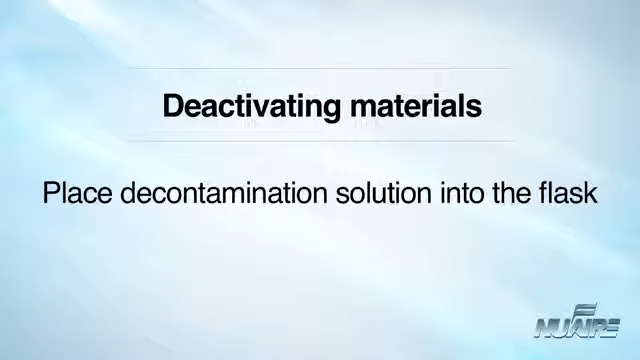 Deactivating materials
Place decontamination solution into the flask
NUAIRE